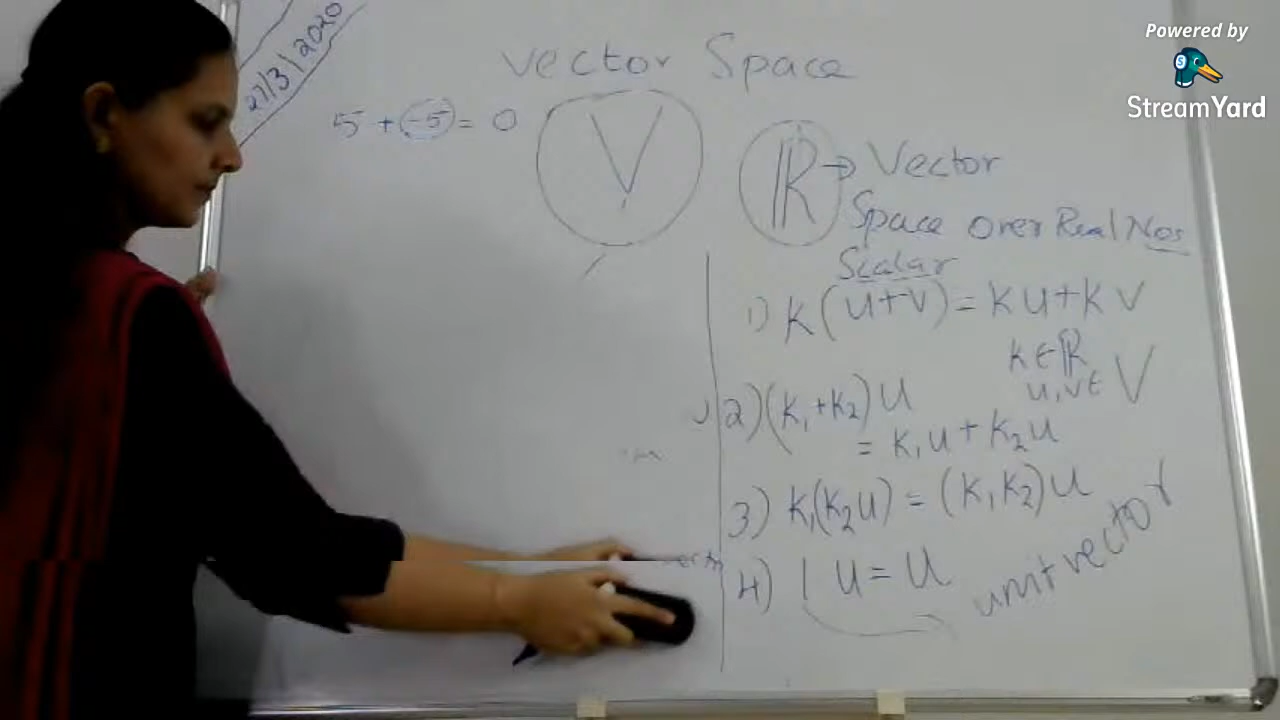 27/3/2020
Vector Space
5 + (-5) = 0
V
ℝ → Vector
Space over Real Nos
Scalar
1) K(u+v) = Ku+Kv
k ∈ ℝ
u,v ∈ V
2) (K₁+K₂)u
= K₁u + K₂u
3) K₁(K₂u) = (K₁K₂)u
4) 1 u = u
unit vector
Powered by
StreamYard